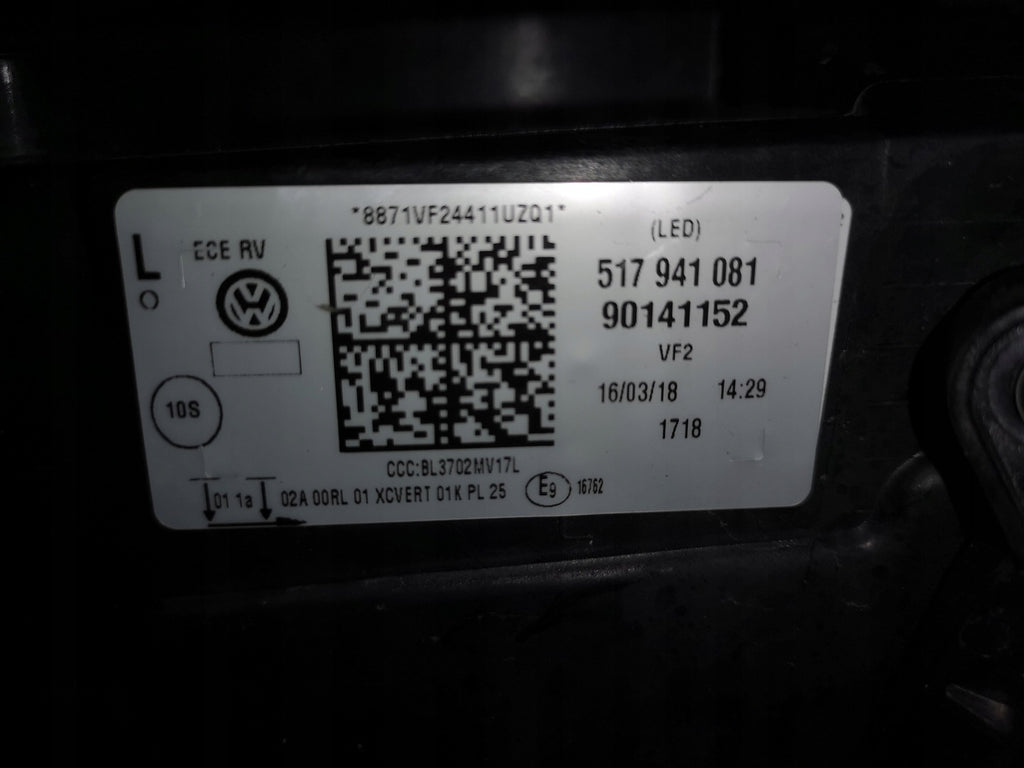 *8871VF24411UZQ1*
L
ECE RV
(LED)
517 941 081
90141152
VF2
10S
16/03/18 14:29
1718
CCC:BL3702MV17L
01 1a 02A 00RL 01 XCVERT 01K PL 25 E9 16762